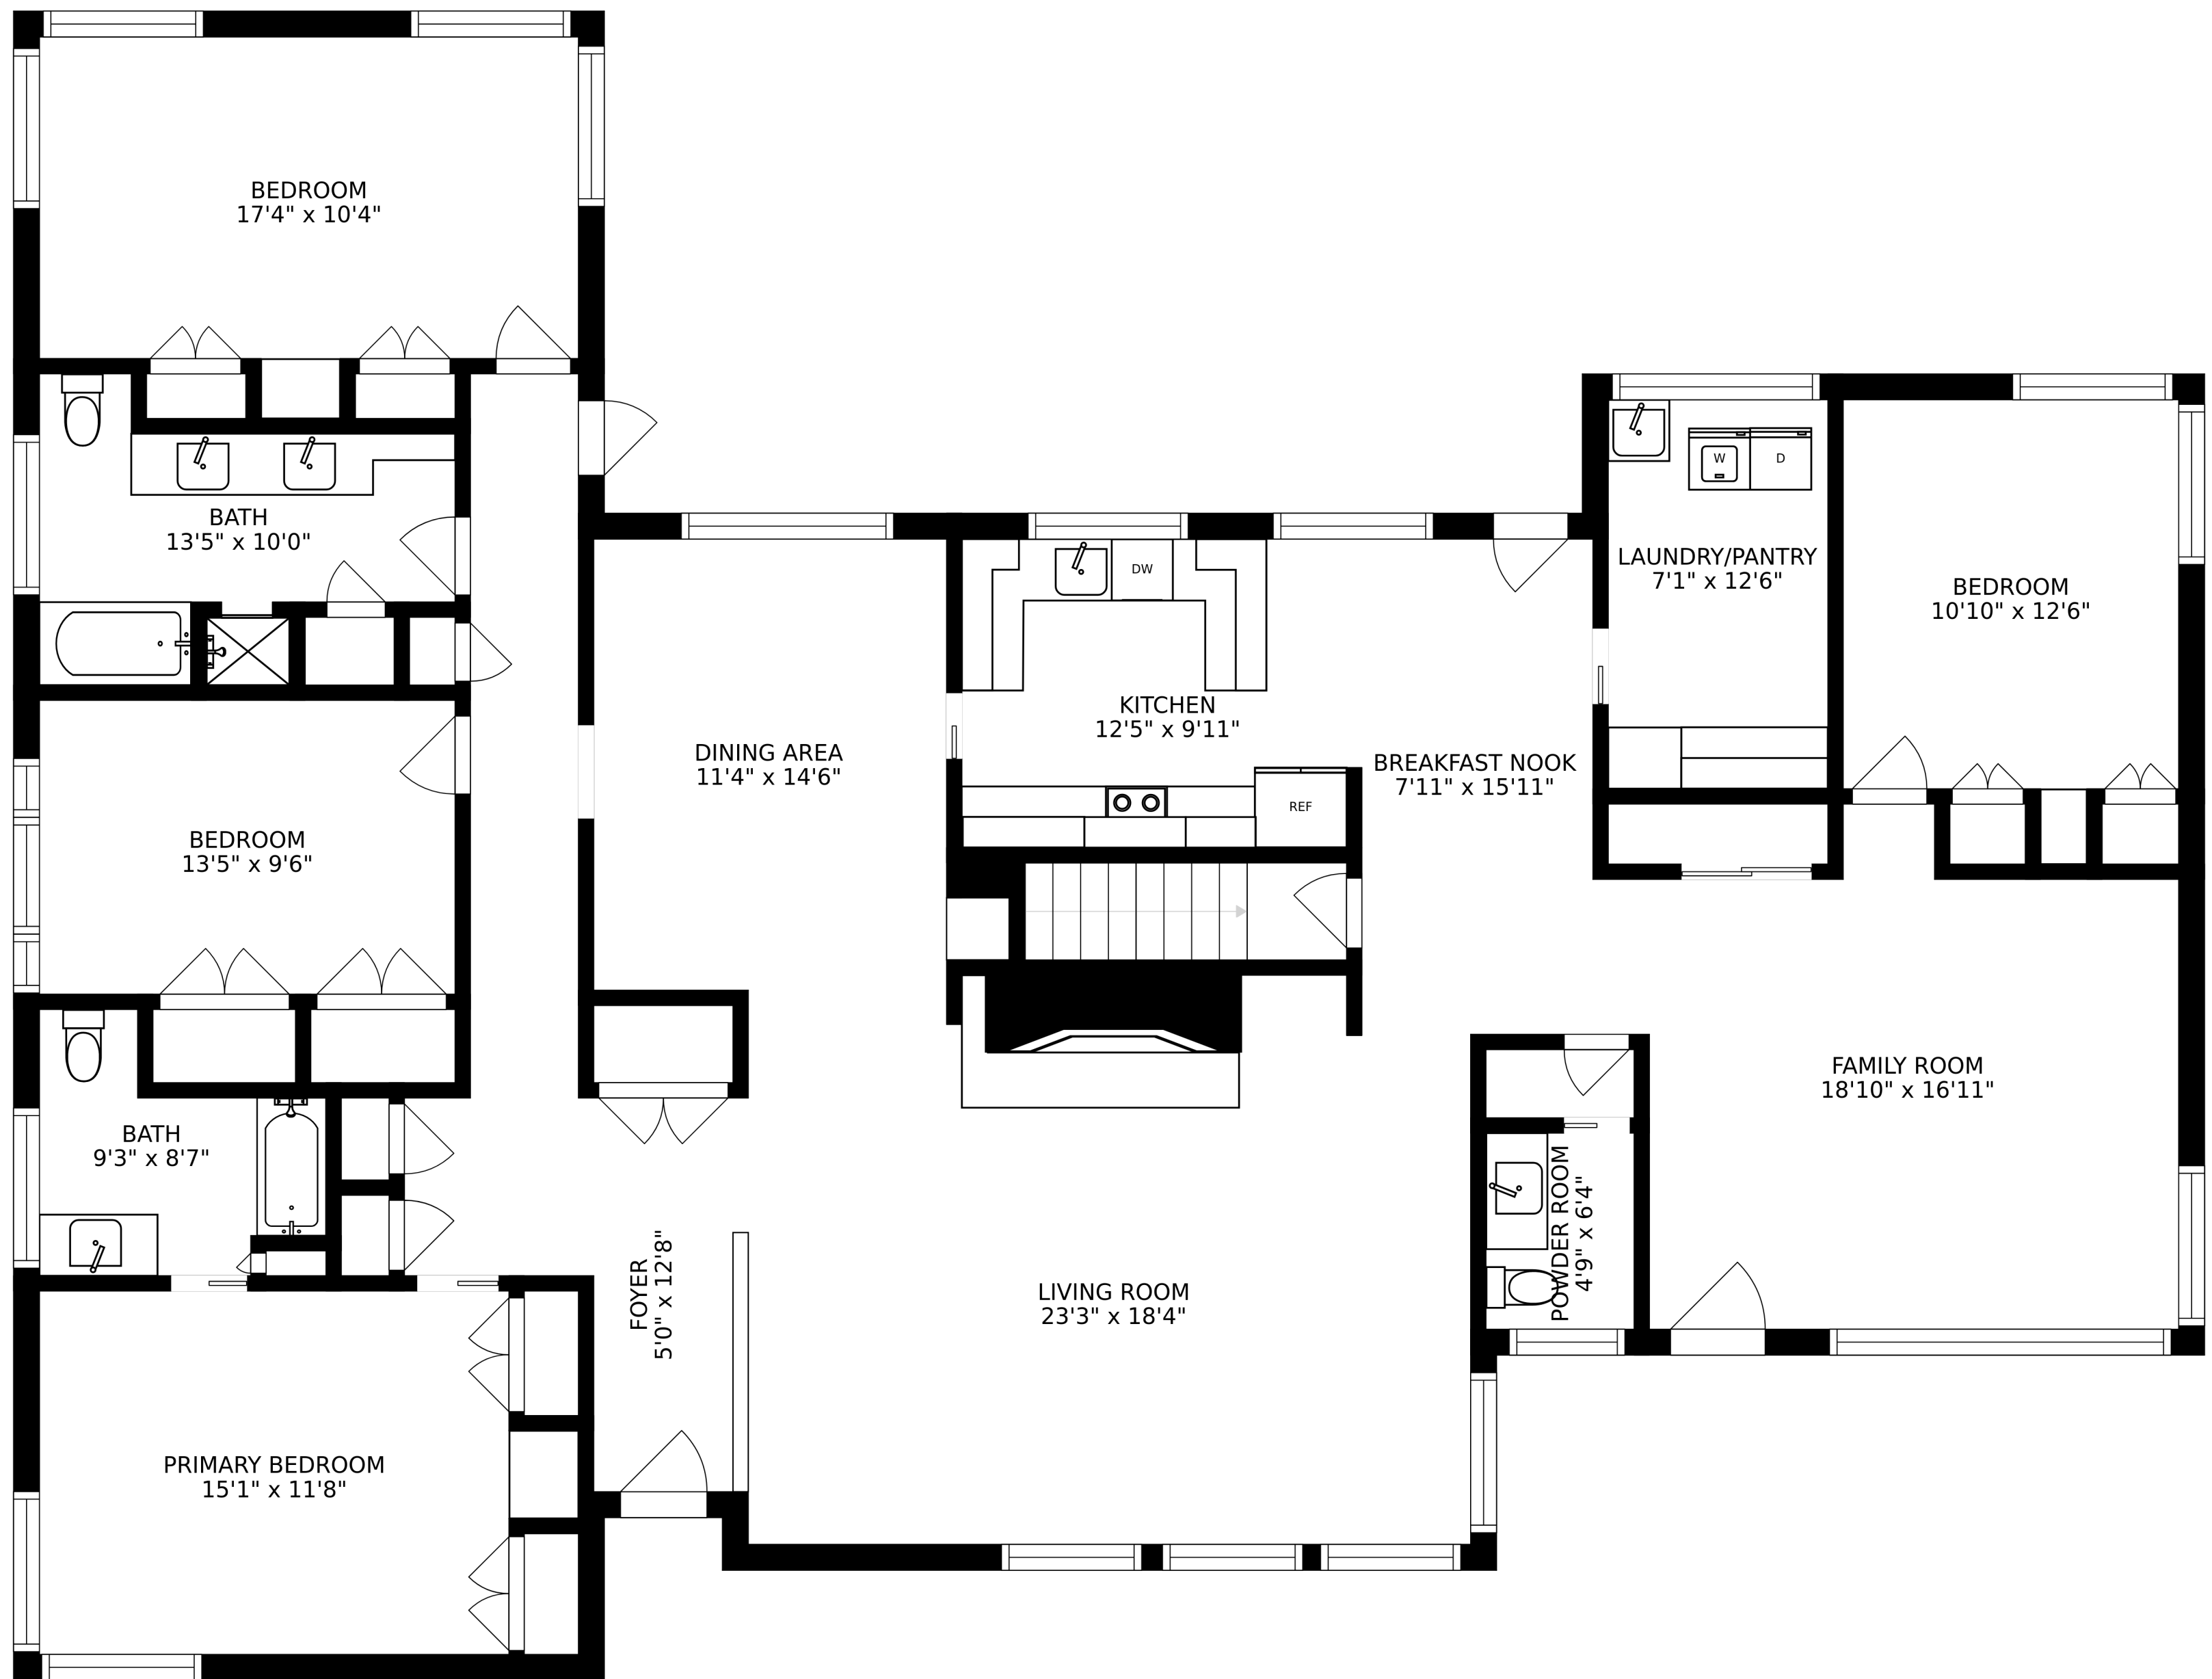 BEDROOM
17'4" x 10'4"
BATH
13'5" x 10'0"
BEDROOM
13'5" x 9'6"
BATH
9'3" x 8'7"
PRIMARY BEDROOM
15'1" x 11'8"
FOYER
5'0" x 12'8"
DINING AREA
11'4" x 14'6"
DW
KITCHEN
12'5" x 9'11"
REF
BREAKFAST NOOK
7'11" x 15'11"
LIVING ROOM
23'3" x 18'4"
W
D
LAUNDRY/PANTRY
7'1" x 12'6"
BEDROOM
10'10" x 12'6"
FAMILY ROOM
18'10" x 16'11"
POWDER ROOM
4'9" x 6'4"